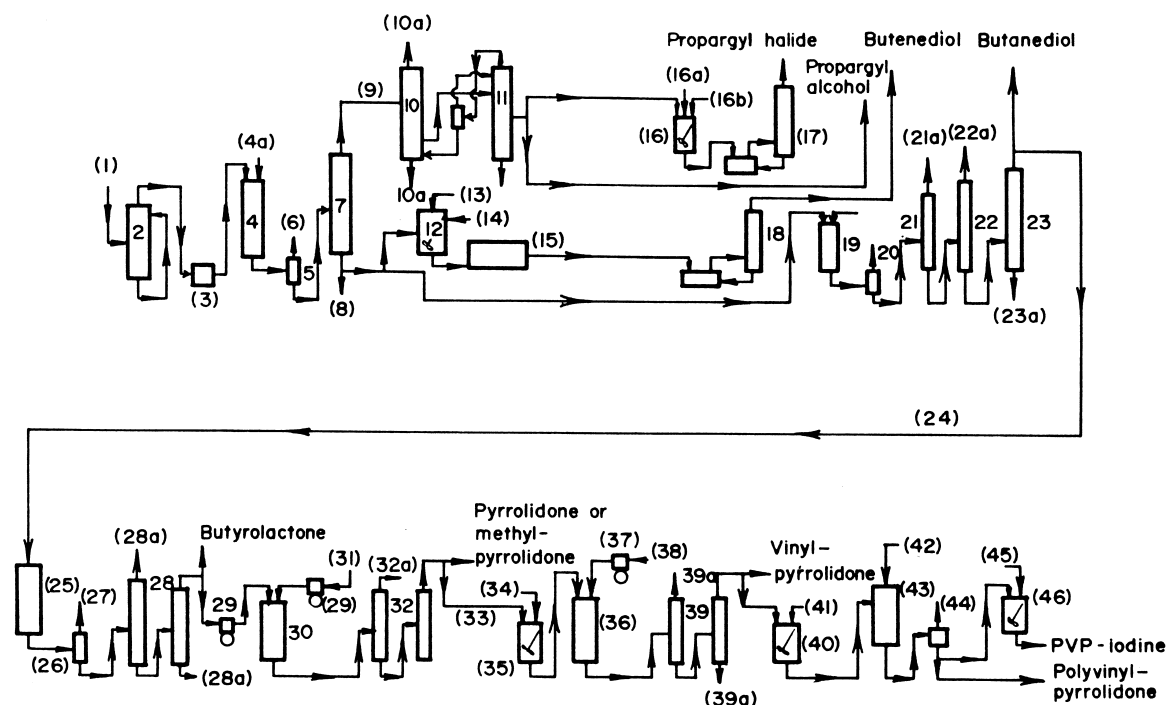 (10a)
Propargyl halide
Butenediol
Butanediol
Propargyl
alcohol
(9)
10
11
(16a)
(16b)
(16)
(17)
(21a)
(22a)
(1)
(4a)
2
4
7
10a
(13)
(14)
12
(6)
5
(3)
(8)
(15)
18
19
20
21
22
23
(23a)
(24)
Butyrolactone
Pyrrolidone or
methyl-
pyrrolidone
(28a)
(31)
(32a)
(37)
(38)
Vinyl-
pyrrolidone
(42)
(45)
(25)
(27)
28
29
(29)
30
32
(33)
(34)
(35)
(36)
39a
39
(41)
(40)
(43)
(44)
(46)
(26)
(28a)
(39a)
PVP-iodine
Polyvinyl-
pyrrolidone